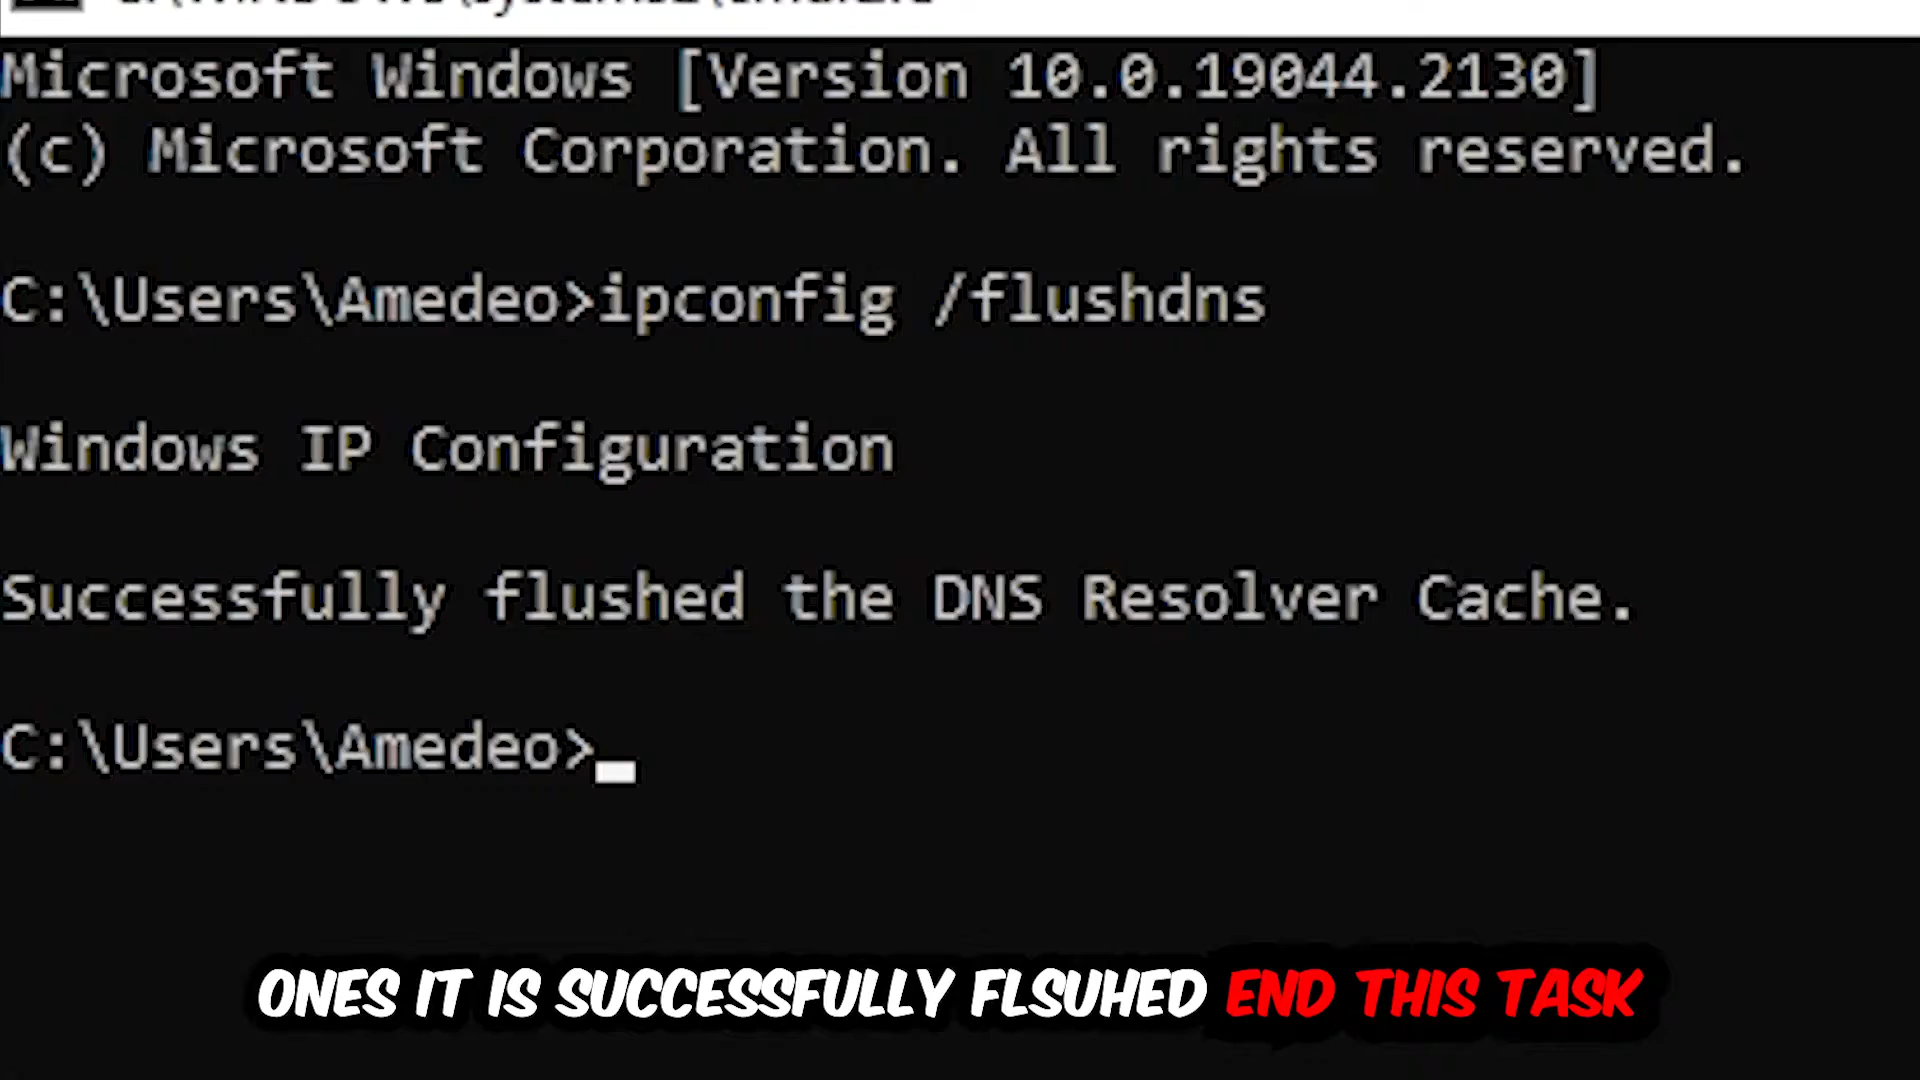 Microsoft Windows [Version 10.0.19044.2130]
(c) Microsoft Corporation. All rights reserved.
C:\Users\Amedeo>ipconfig /flushdns
Windows IP Configuration
Successfully flushed the DNS Resolver Cache.
C:\Users\Amedeo>
ONES IT IS SUCCESSFULLY FLSUHED END THIS TASK